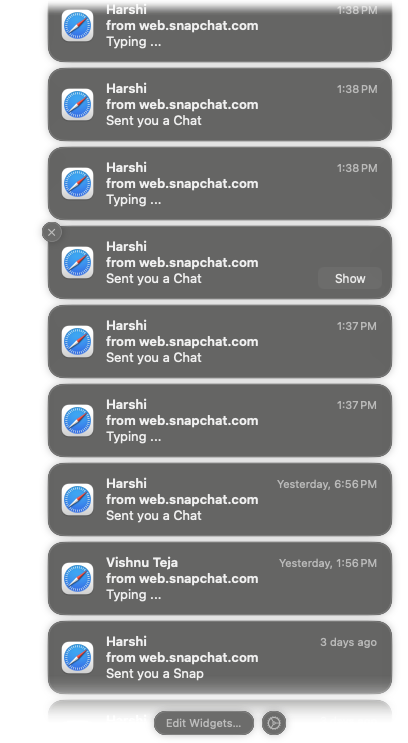 Harshi 1:38 PM
from web.snapchat.com
Typing ...
Harshi 1:38 PM
from web.snapchat.com
Sent you a Chat
Harshi 1:38 PM
from web.snapchat.com
Typing ...
Harshi
from web.snapchat.com
Sent you a Chat
Show
Harshi 1:37 PM
from web.snapchat.com
Sent you a Chat
Harshi 1:37 PM
from web.snapchat.com
Typing ...
Harshi Yesterday, 6:56 PM
from web.snapchat.com
Sent you a Chat
Vishnu Teja Yesterday, 1:56 PM
from web.snapchat.com
Typing ...
Harshi 3 days ago
from web.snapchat.com
Sent you a Snap
Edit Widgets...